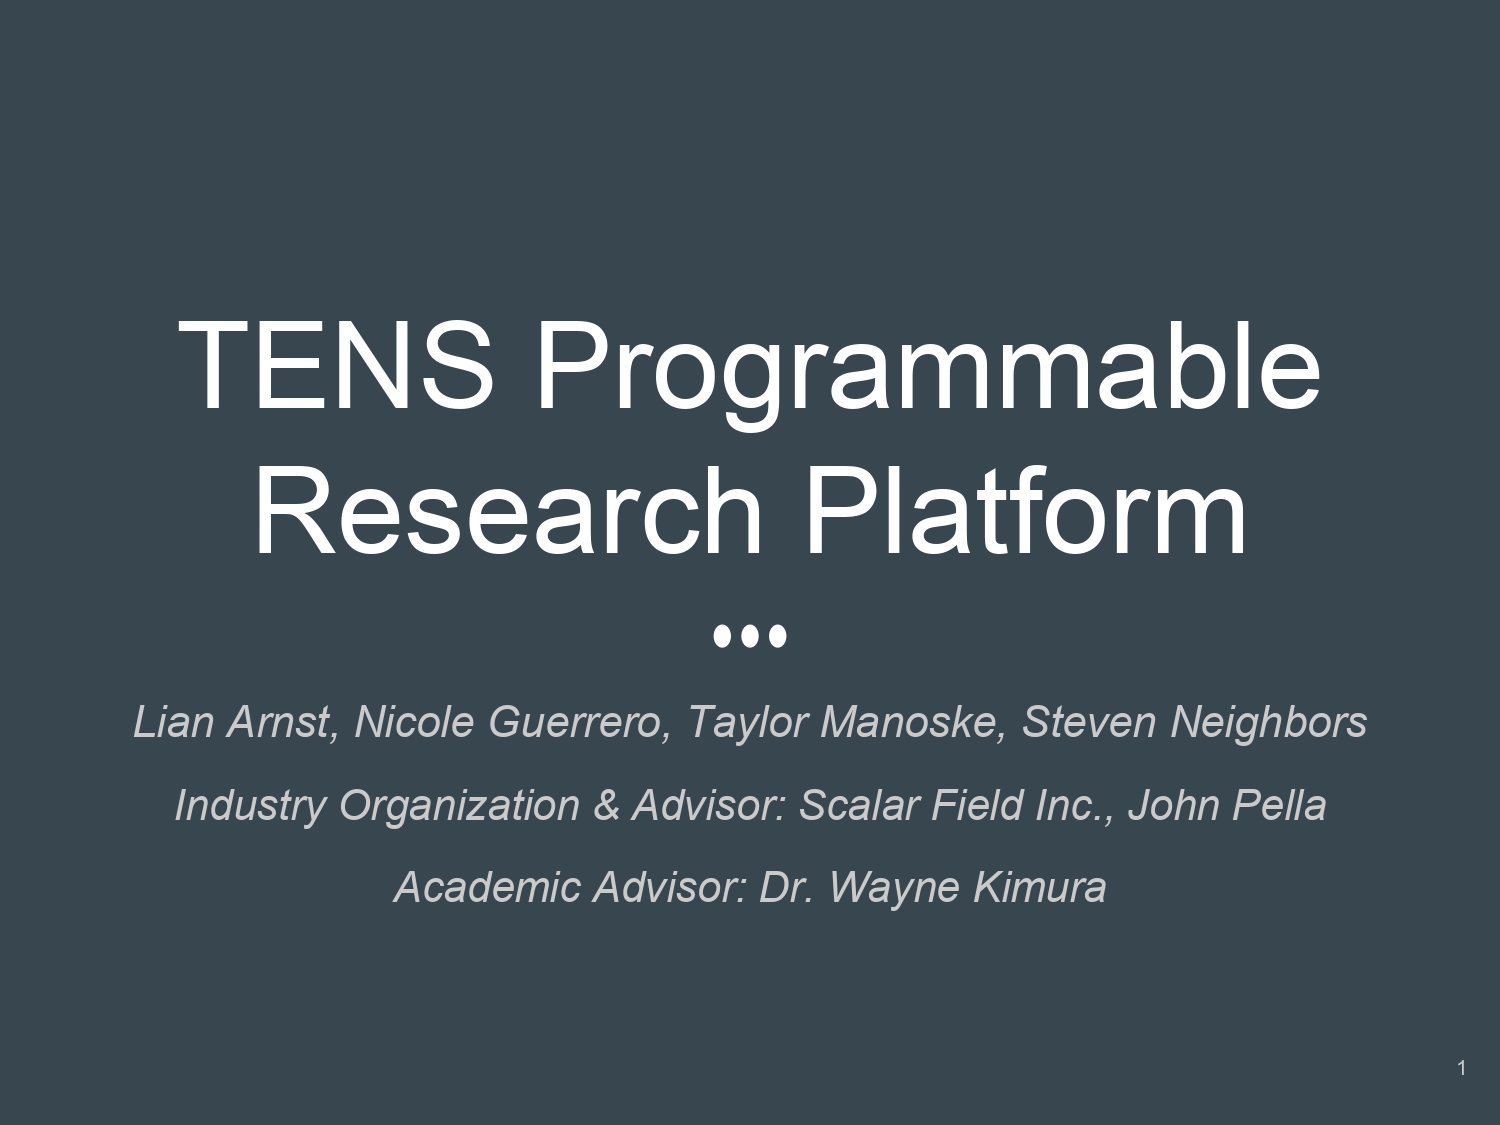 TENS Programmable
Research Platform
•••
Lian Arnst, Nicole Guerrero, Taylor Manoske, Steven Neighbors
Industry Organization & Advisor: Scalar Field Inc., John Pella
Academic Advisor: Dr. Wayne Kimura
1